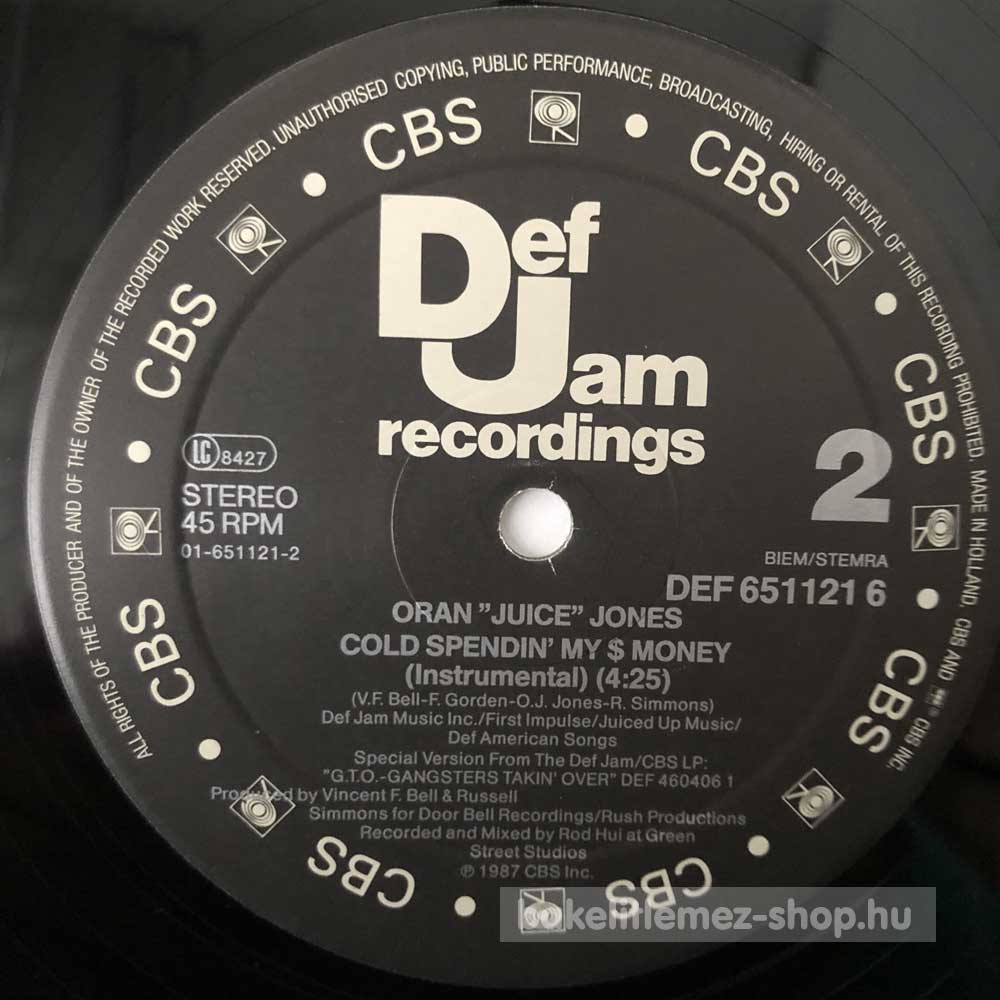 ALL RIGHTS OF THE PRODUCER AND OF THE OWNER OF THE RECORDED WORK RESERVED. UNAUTHORISED COPYING, PUBLIC PERFORMANCE, BROADCASTING, HIRING OR RENTAL OF THIS RECORDING PROHIBITED. MADE IN HOLLAND. CBS AND ® CBS INC.
CBS • CBS • CBS • CBS • CBS • CBS • CBS • CBS •
Def
Jam
recordings
LC 8427
STEREO
45 RPM
01-651121-2
2
BIEM/STEMRA
DEF 651121 6
ORAN ”JUICE” JONES
COLD SPENDIN’ MY $ MONEY
(Instrumental) (4:25)
(V.F. Bell-F. Gorden-O.J. Jones-R. Simmons)
Def Jam Music Inc./First Impulse/Juiced Up Music/
Def American Songs
Special Version From The Def Jam/CBS LP:
"G.T.O.-GANGSTERS TAKIN' OVER" DEF 460406 1
Produced by Vincent F. Bell & Russell
Simmons for Door Bell Recordings/Rush Productions
Recorded and Mixed by Rod Hui at Green
Street Studios
℗ 1987 CBS Inc.
bakelitlemez-shop.hu